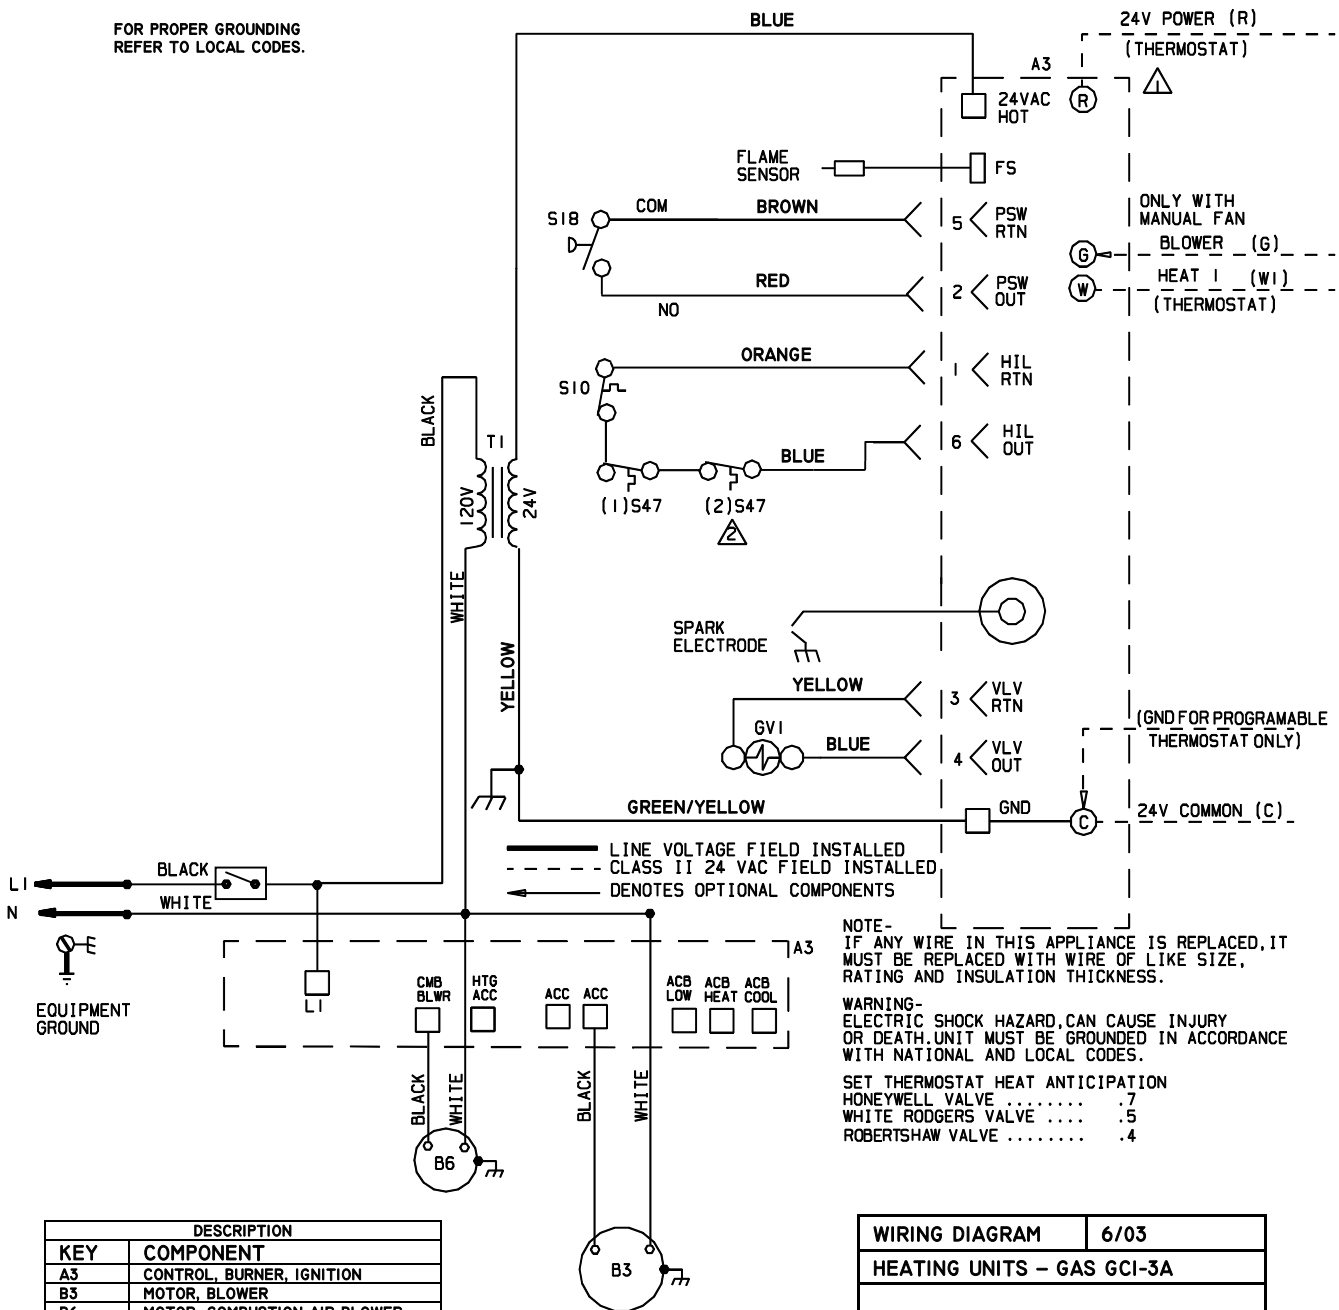 FOR PROPER GROUNDING
REFER TO LOCAL CODES.
BLUE
24V POWER (R)
(THERMOSTAT)
A3
1
24VAC
HOT
R
FLAME
SENSOR
FS
S18
COM
BROWN
5
PSW
RTN
ONLY WITH
MANUAL FAN
G
BLOWER (G)
RED
NO
2
PSW
OUT
W
HEAT 1 (W1)
(THERMOSTAT)
ORANGE
1
HIL
RTN
S10
BLACK
T1
BLUE
6
HIL
OUT
120V
24V
(1)S47
(2)S47
2
WHITE
SPARK
ELECTRODE
YELLOW
YELLOW
3
VLV
RTN
GV1
BLUE
4
VLV
OUT
(GND FOR PROGRAMABLE
THERMOSTAT ONLY)
GREEN/YELLOW
GND
C
24V COMMON (C)
LINE VOLTAGE FIELD INSTALLED
CLASS II 24 VAC FIELD INSTALLED
DENOTES OPTIONAL COMPONENTS
L1
BLACK
N
WHITE
EQUIPMENT
GROUND
A3
L1
CMB
BLWR
HTG
ACC
ACC
ACC
ACB
LOW
ACB
HEAT
ACB
COOL
BLACK
WHITE
BLACK
WHITE
B6
B3
NOTE-
IF ANY WIRE IN THIS APPLIANCE IS REPLACED, IT
MUST BE REPLACED WITH WIRE OF LIKE SIZE,
RATING AND INSULATION THICKNESS.
WARNING-
ELECTRIC SHOCK HAZARD, CAN CAUSE INJURY
OR DEATH. UNIT MUST BE GROUNDED IN ACCORDANCE
WITH NATIONAL AND LOCAL CODES.
SET THERMOSTAT HEAT ANTICIPATION
HONEYWELL VALVE ........ .7
WHITE RODGERS VALVE .... .5
ROBERTSHAW VALVE ........ .4
DESCRIPTION
KEY COMPONENT
A3 CONTROL, BURNER, IGNITION
B3 MOTOR, BLOWER
B6 MOTOR, COMBUSTION AIR BLOWER
WIRING DIAGRAM 6/03
HEATING UNITS – GAS GCI-3A